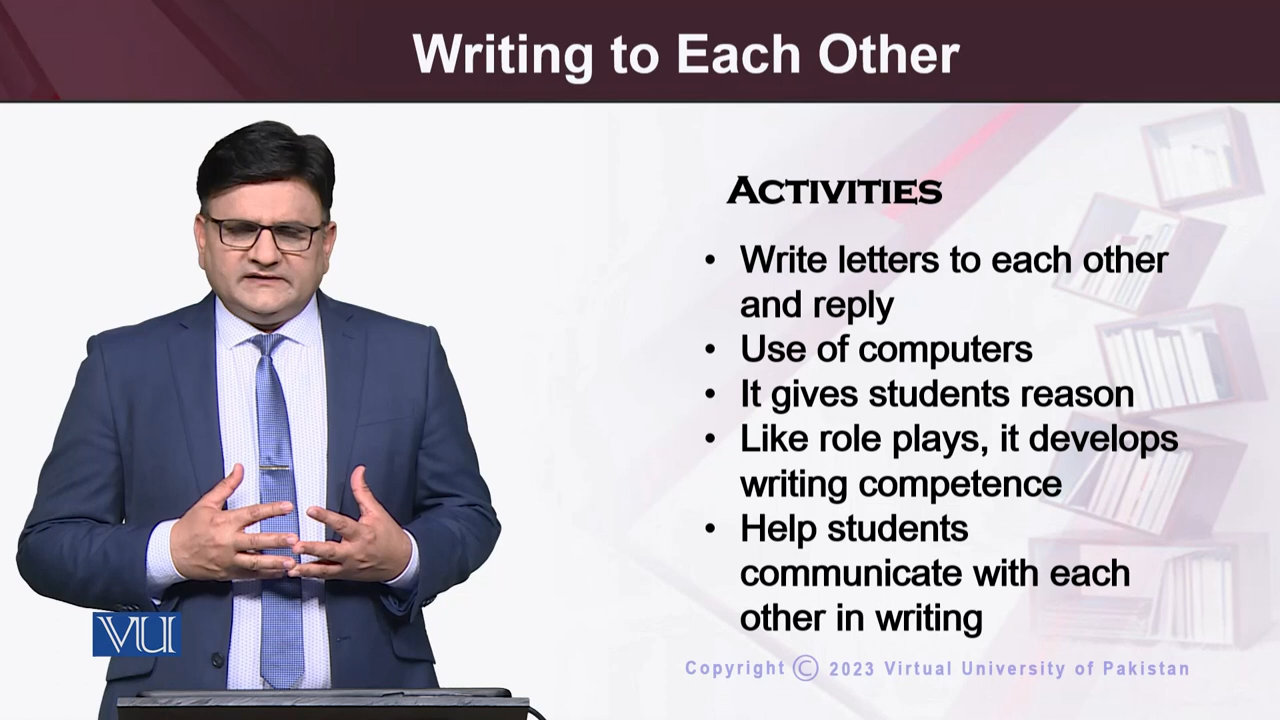 Writing to Each Other
ACTIVITIES
• Write letters to each other
and reply
• Use of computers
• It gives students reason
• Like role plays, it develops
writing competence
• Help students
communicate with each
other in writing
VU
Copyright © 2023 Virtual University of Pakistan